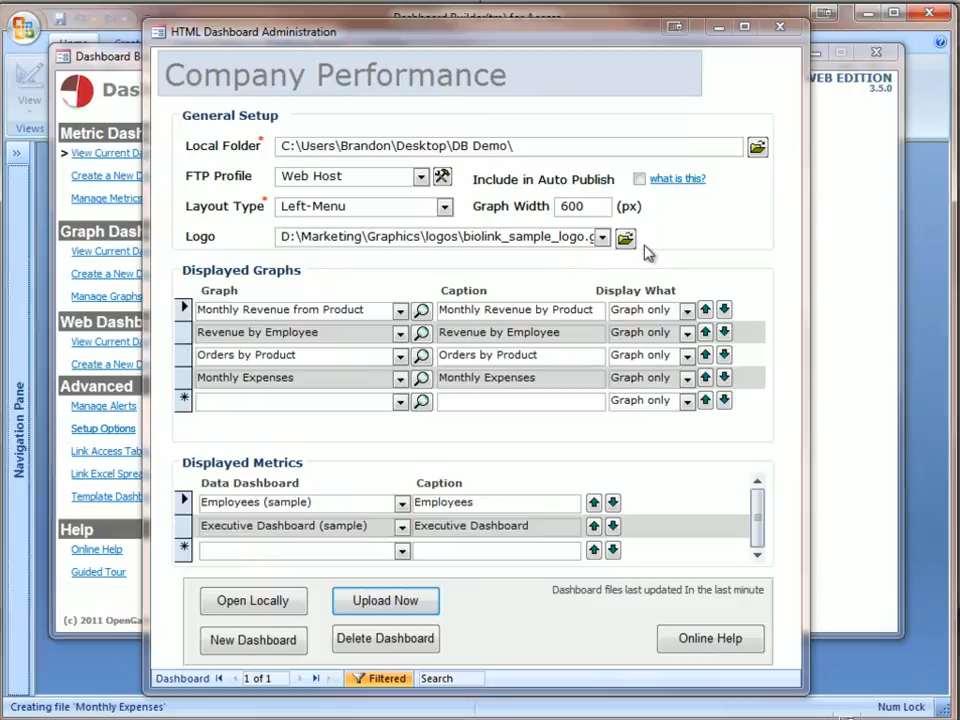 Dashboard Builder(tm) for Access
HTML Dashboard Administration
Dashboard B
WEB EDITION
3.5.0
View
Views
Navigation Pane
Das
Metric Dash
> View Current Da
Create a New D
Manage Metrics
Graph Dash
View Current Da
Create a New D
Manage Graphs
Web Dashb
View Current Da
Create a New D
Advanced
Manage Alerts
Setup Options
Link Access Tab
Link Excel Sprea
Template Dashb
Help
Online Help
Guided Tour
(c) 2011 OpenGa
Company Performance
General Setup
Local Folder* C:\Users\Brandon\Desktop\DB Demo\
FTP Profile Web Host Include in Auto Publish what is this?
Layout Type* Left-Menu Graph Width 600 (px)
Logo D:\Marketing\Graphics\logos\biolink_sample_logo.g
Displayed Graphs
Graph Caption Display What
Monthly Revenue from Product Monthly Revenue by Product Graph only
Revenue by Employee Revenue by Employee Graph only
Orders by Product Orders by Product Graph only
Monthly Expenses Monthly Expenses Graph only
* Graph only
Displayed Metrics
Data Dashboard Caption
Employees (sample) Employees
Executive Dashboard (sample) Executive Dashboard
*
Open Locally Upload Now Dashboard files last updated In the last minute
New Dashboard Delete Dashboard Online Help
Dashboard 1 of 1 Filtered Search
Creating file 'Monthly Expenses' Num Lock